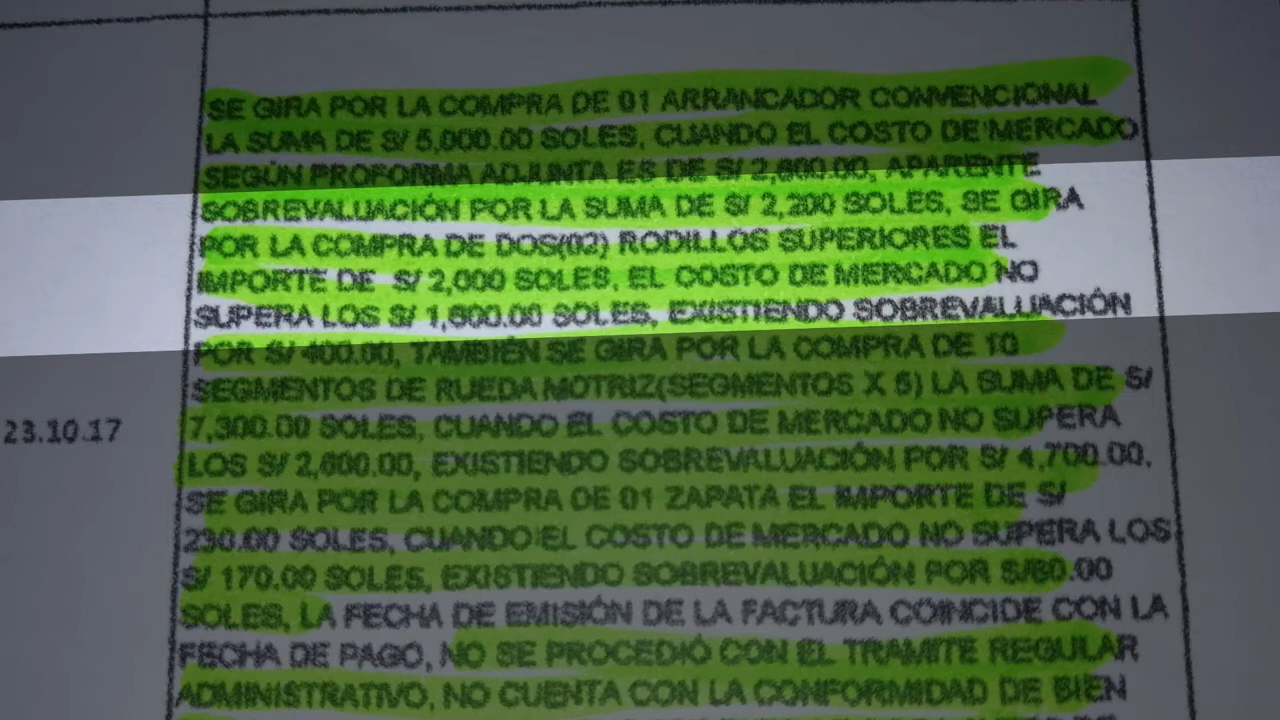 SE GIRA POR LA COMPRA DE 01 ARRANCADOR CONVENCIONAL
LA SUMA DE S/ 5,000.00 SOLES, CUANDO EL COSTO DE MERCADO
SEGÚN PROFORMA ADJUNTA ES DE S/ 2,800.00, APARENTE
SOBREVALUACIÓN POR LA SUMA DE S/ 2,200 SOLES, SE GIRA
POR LA COMPRA DE DOS(02) RODILLOS SUPERIORES EL
IMPORTE DE S/ 2,000 SOLES, EL COSTO DE MERCADO NO
SUPERA LOS S/ 1,600.00 SOLES, EXISTIENDO SOBREVALUACIÓN
POR S/ 400.00, TAMBIÉN SE GIRA POR LA COMPRA DE 10
SEGMENTOS DE RUEDA MOTRIZ(SEGMENTOS X 5) LA SUMA DE S/
23.10.17 7,300.00 SOLES, CUANDO EL COSTO DE MERCADO NO SUPERA
LOS S/ 2,600.00, EXISTIENDO SOBREVALUACIÓN POR S/ 4,700.00,
SE GIRA POR LA COMPRA DE 01 ZAPATA EL IMPORTE DE S/
230.00 SOLES, CUANDO EL COSTO DE MERCADO NO SUPERA LOS
S/ 170.00 SOLES, EXISTIENDO SOBREVALUACIÓN POR S/60.00
SOLES, LA FECHA DE EMISIÓN DE LA FACTURA COINCIDE CON LA
FECHA DE PAGO, NO SE PROCEDIÓ CON EL TRAMITE REGULAR
ADMINISTRATIVO, NO CUENTA CON LA CONFORMIDAD DE BIEN